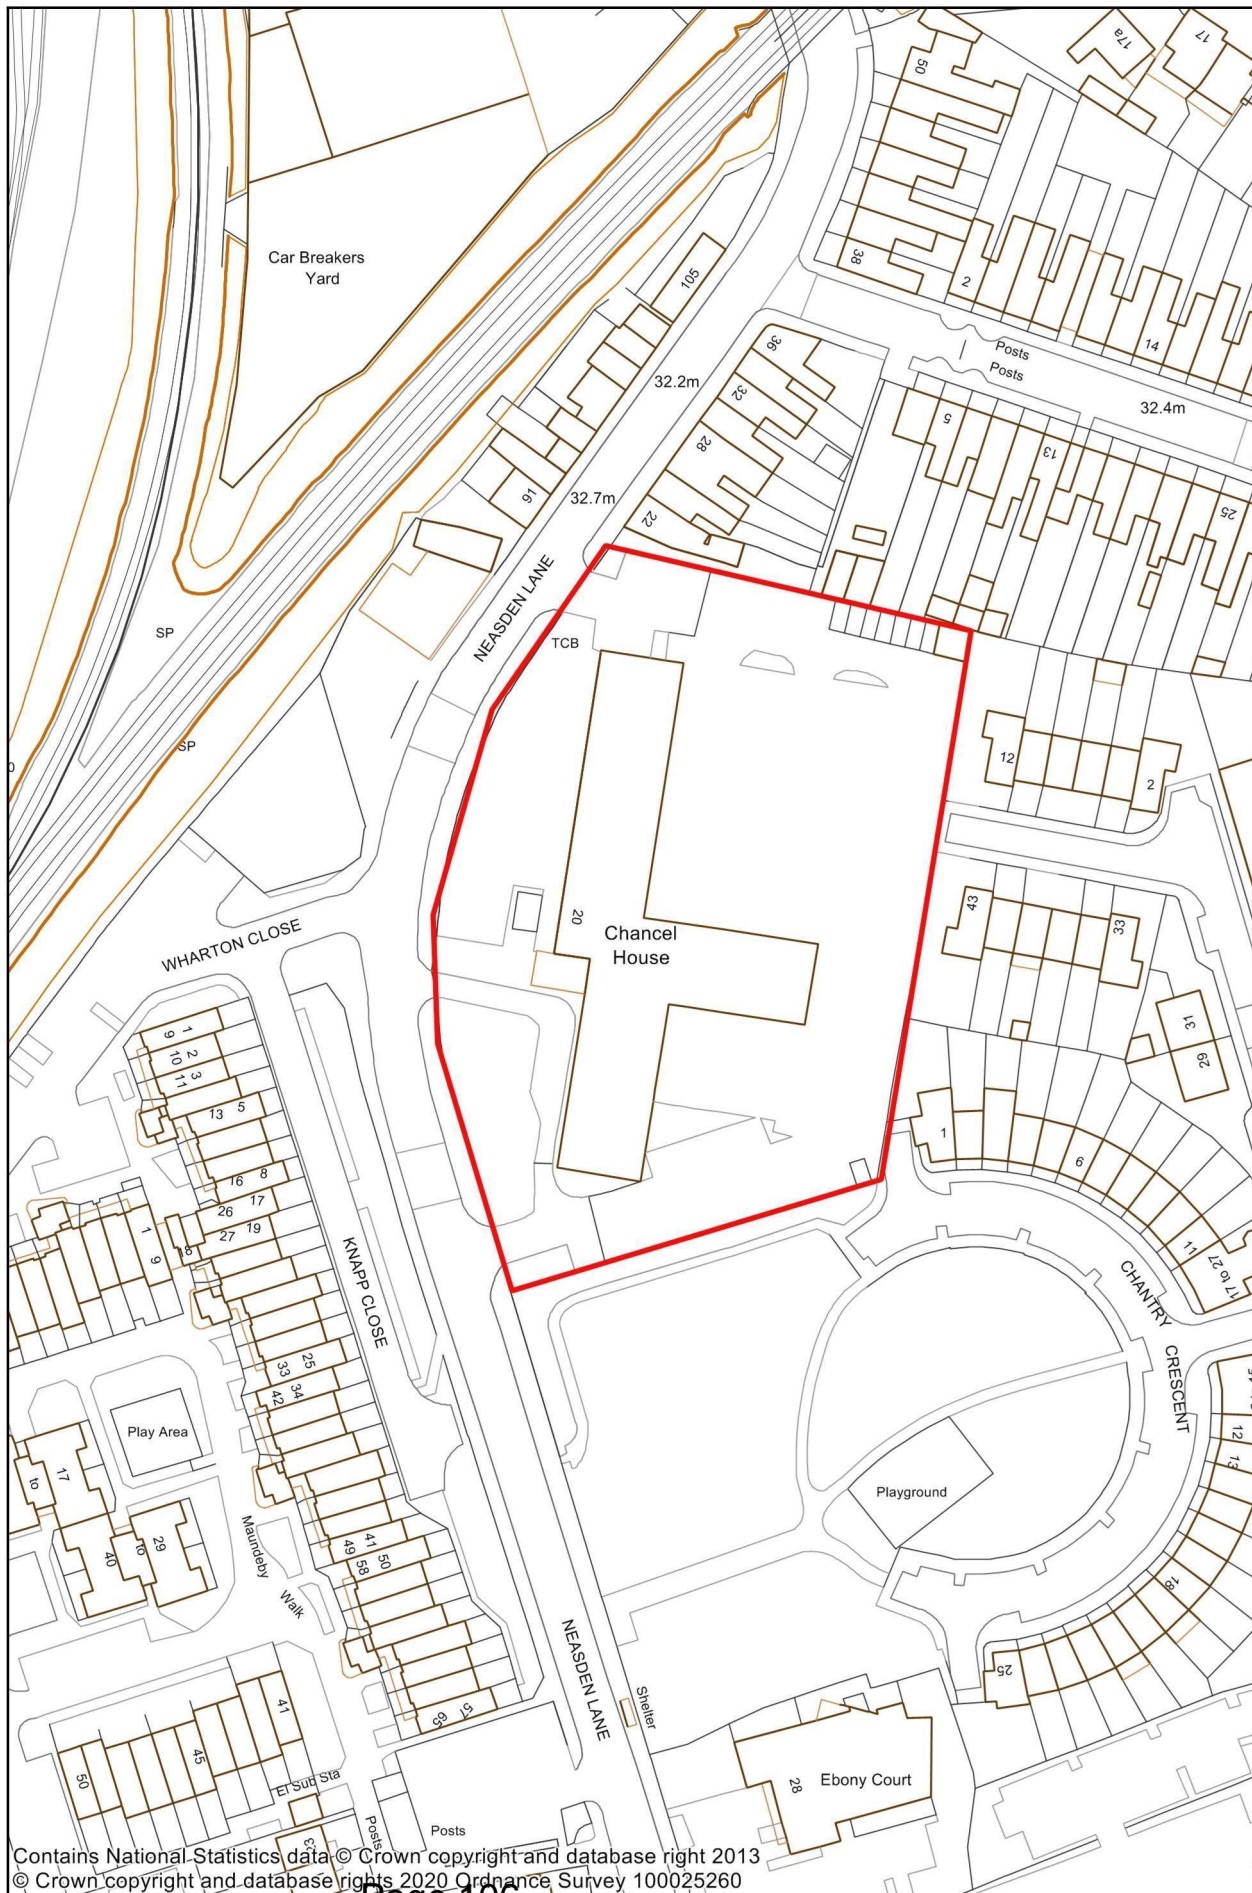 50
17a
17
Car Breakers
Yard
105
38
2
14
Posts
Posts
32.4m
36
32.2m
32
28
5
13
25
91
32.7m
22
NEASDEN LANE
SP
TCB
SP
12
2
0
43
33
20
Chancel
House
WHARTON CLOSE
31
29
9 1
10 2
11 3
13 5
16 8
17
26
27 19
18
1
9
1
6
11
17 to 27
KNAPP CLOSE
CHANTRY
CRESCENT
33 25
42 34
Play Area
12
13
17
to
Playground
40
to
29
Maundeby
Walk
49 41
58 50
18
25
NEASDEN LANE
Shelter
65 57
41
45
50
El Sub Sta
28
Ebony Court
Posts
Posts
Contains National Statistics data © Crown copyright and database right 2013
© Crown copyright and database rights 2020 Ordnance Survey 100025260